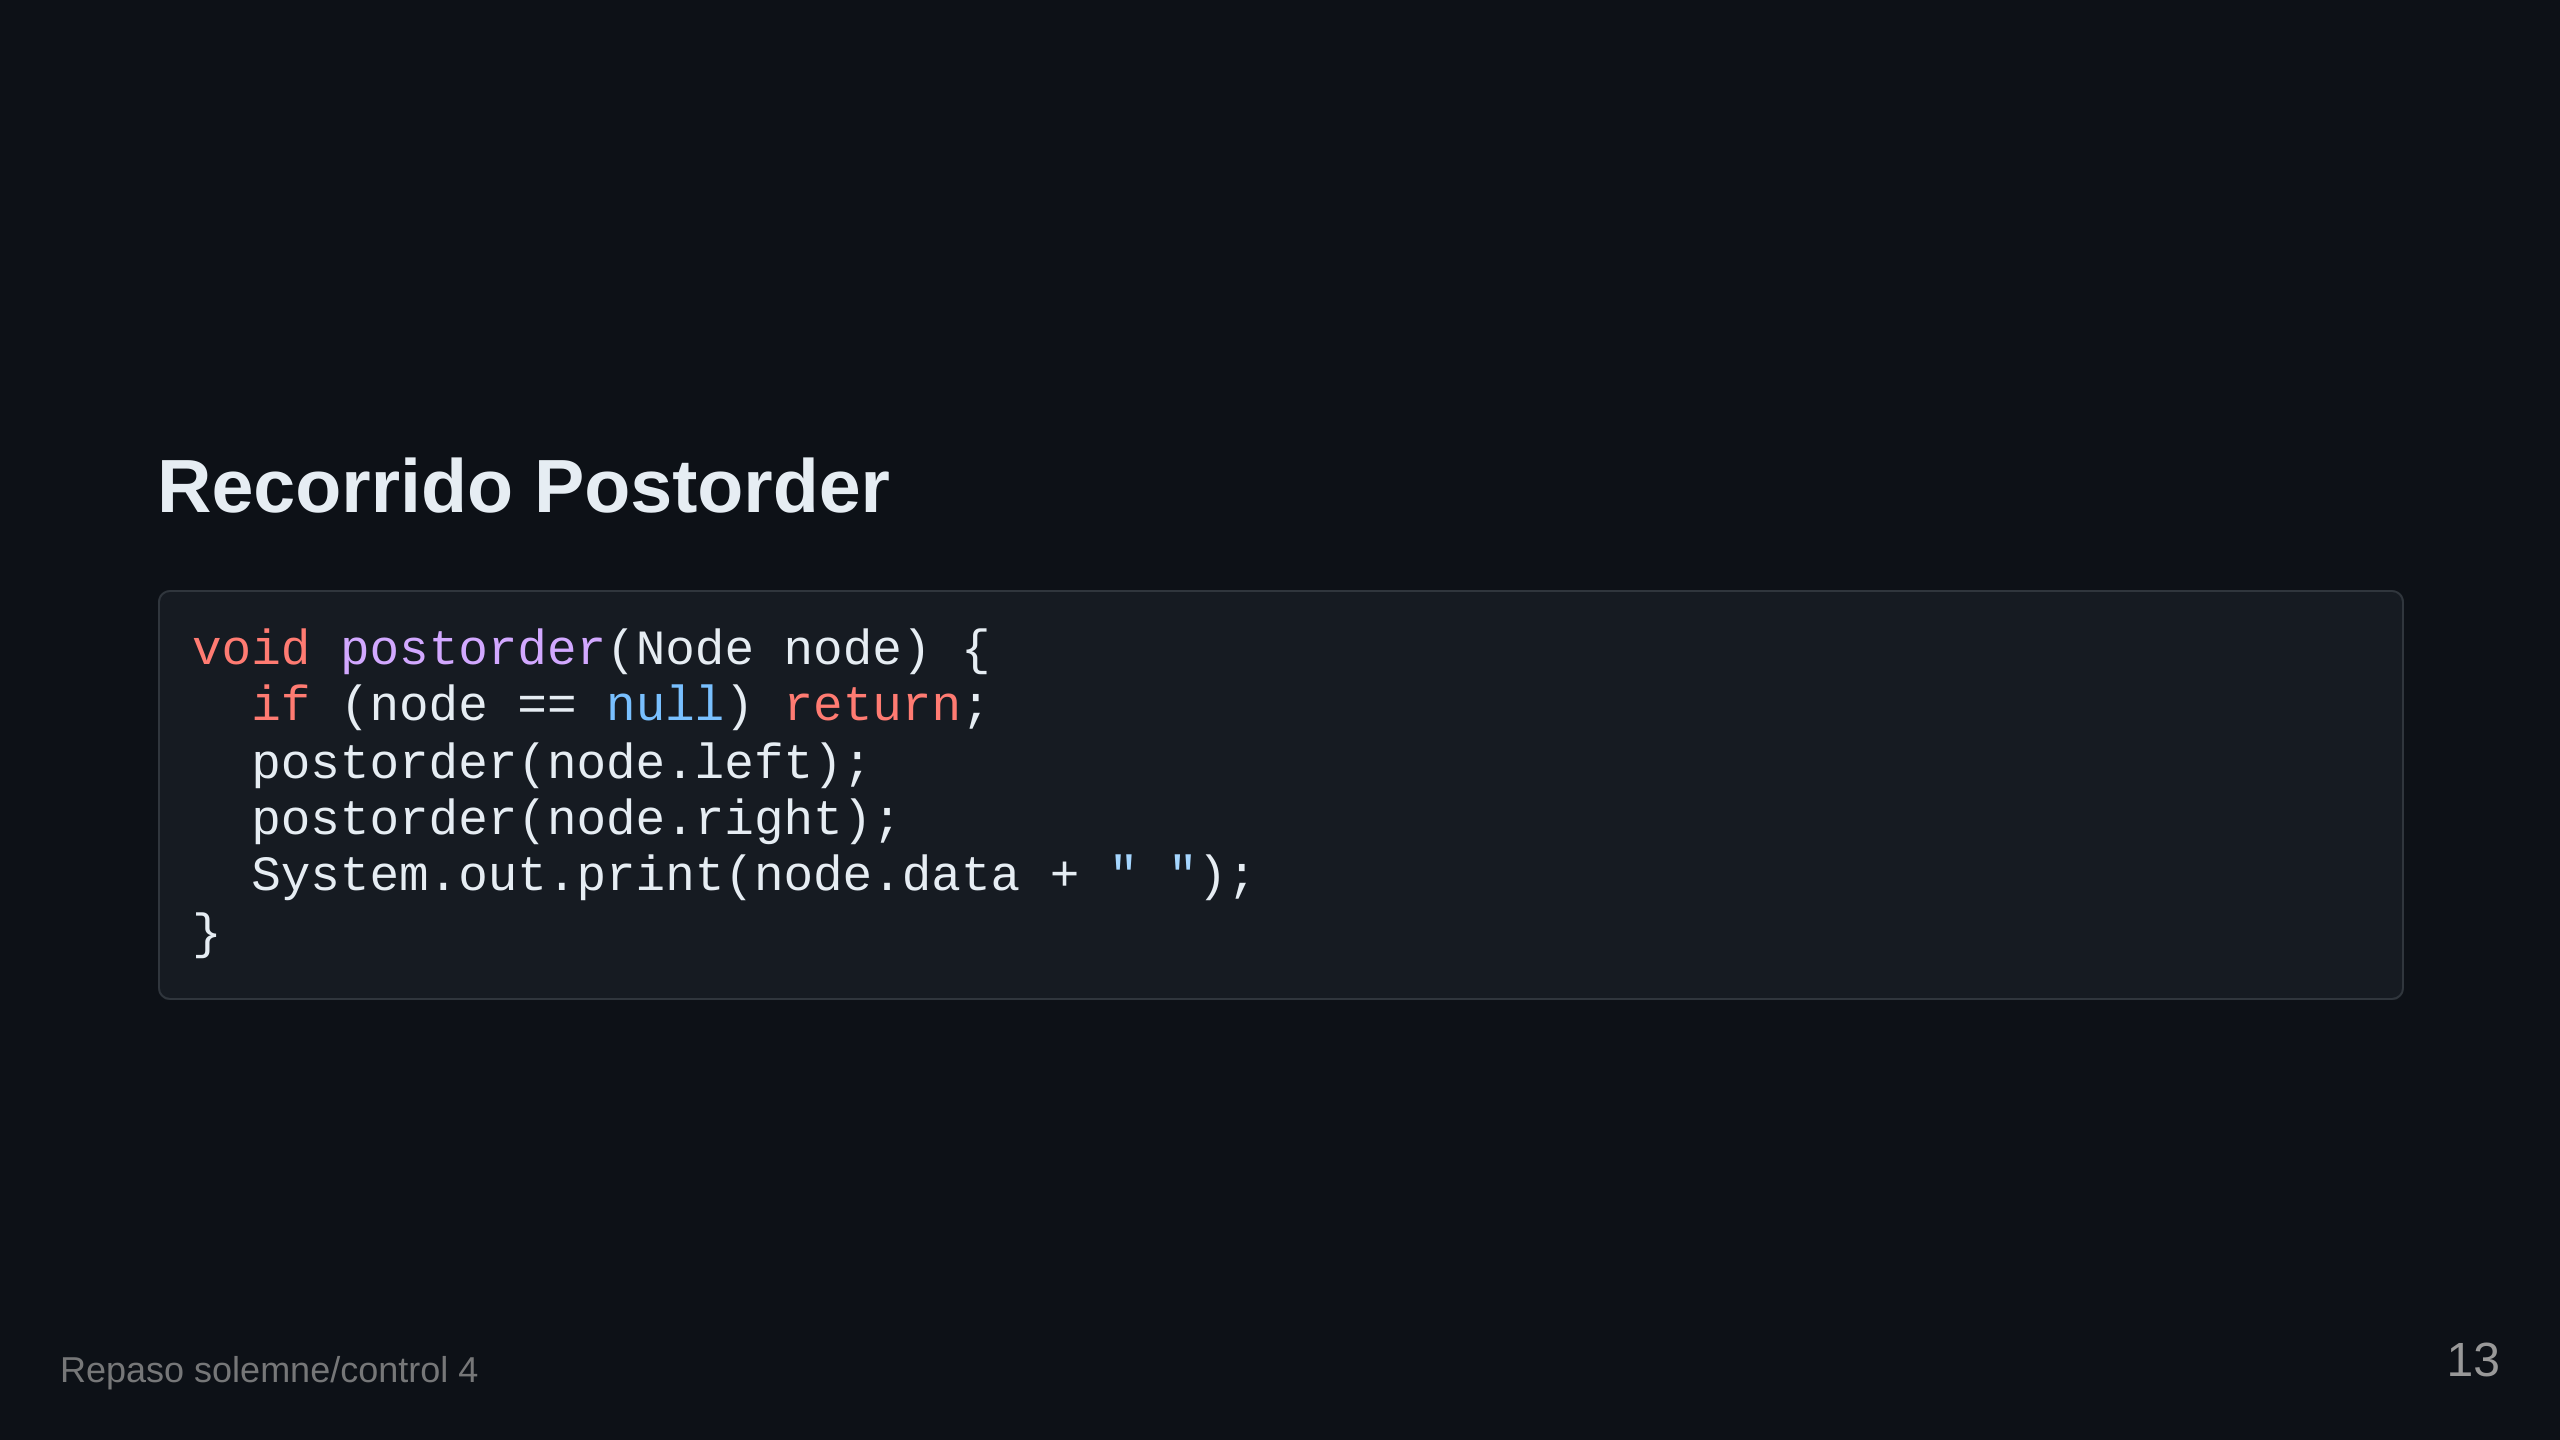 Recorrido Postorder
void postorder(Node node) {
  if (node == null) return;
  postorder(node.left);
  postorder(node.right);
  System.out.print(node.data + " ");
}
Repaso solemne/control 4
13